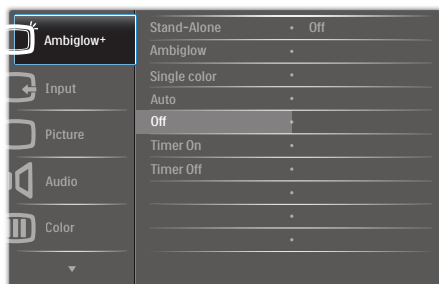 Ambiglow+
Input
Picture
Audio
Color
Stand-Alone • Off
Ambiglow •
Single color •
Auto •
Off •
Timer On •
Timer Off •
•
•
•